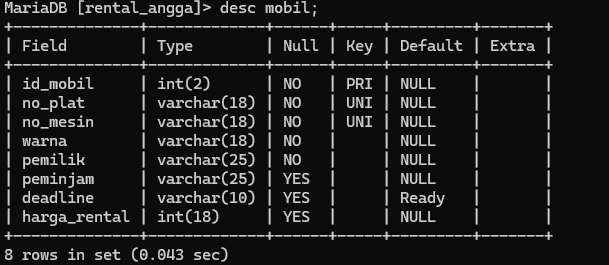 MariaDB [rental_angga]> desc mobil;
+--------------+-------------+------+-----+---------+-------+
| Field        | Type        | Null | Key | Default | Extra |
+--------------+-------------+------+-----+---------+-------+
| id_mobil     | int(2)      | NO   | PRI | NULL    |       |
| no_plat      | varchar(18) | NO   | UNI | NULL    |       |
| no_mesin     | varchar(18) | NO   | UNI | NULL    |       |
| warna        | varchar(18) | NO   |     | NULL    |       |
| pemilik      | varchar(25) | NO   |     | NULL    |       |
| peminjam     | varchar(25) | YES  |     | NULL    |       |
| deadline     | varchar(10) | YES  |     | Ready   |       |
| harga_rental | int(18)     | YES  |     | NULL    |       |
+--------------+-------------+------+-----+---------+-------+
8 rows in set (0.043 sec)